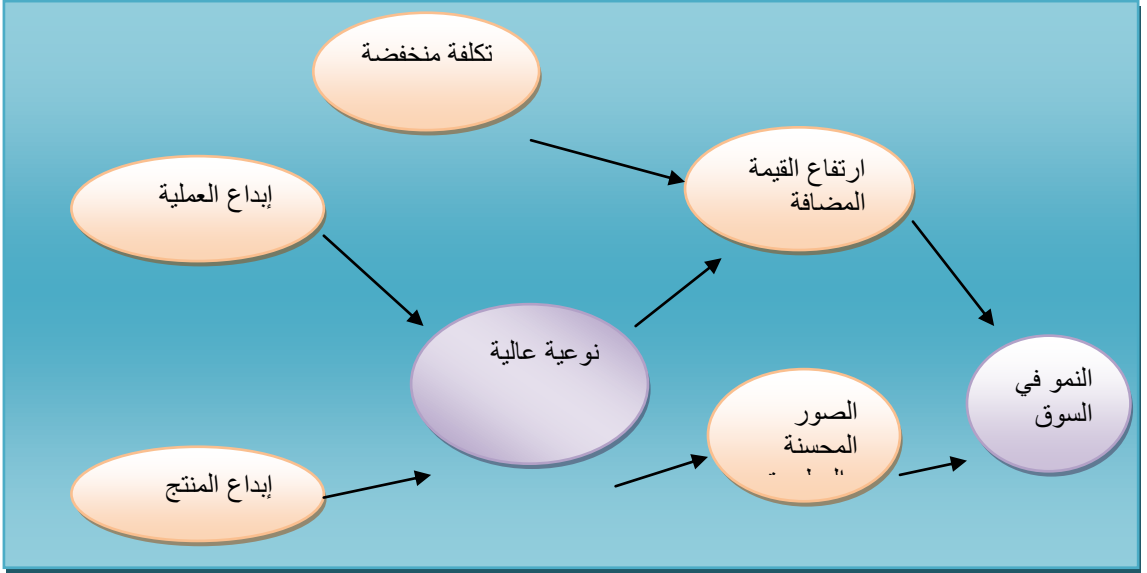 تكلفة منخفضة
ارتفاع القيمة
المضافة
إبداع العملية
نوعية عالية
النمو في
السوق
الصور
المحسنة
إبداع المنتج